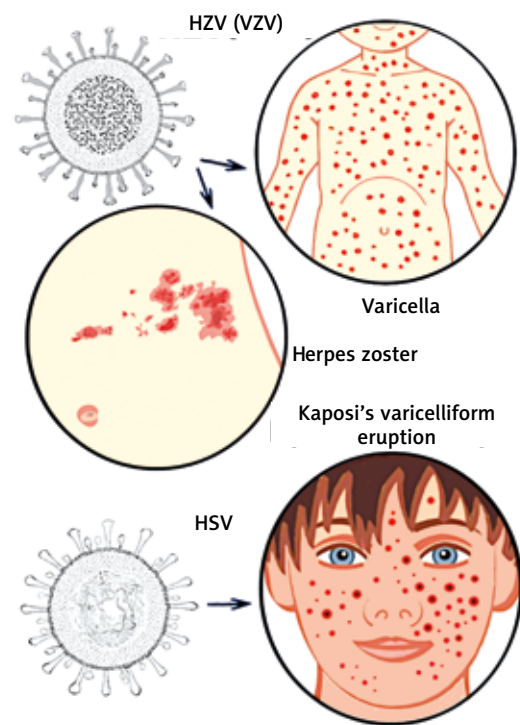 HZV (VZV)
Varicella
Herpes zoster
Kaposi's varicelliform
eruption
HSV